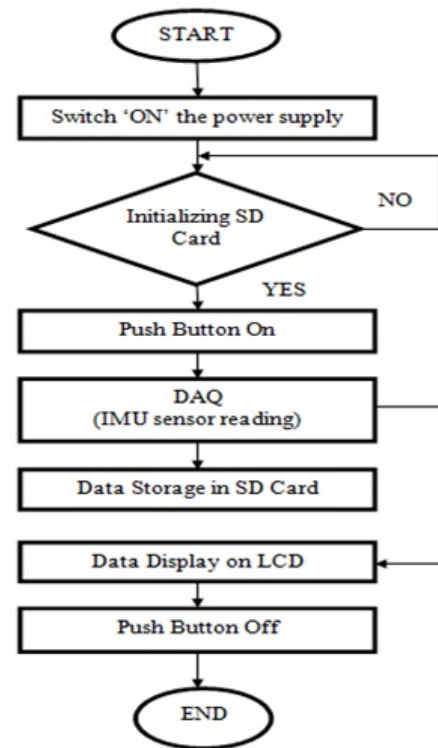 START
Switch ‘ON’ the power supply
Initializing SD
Card
NO
YES
Push Button On
DAQ
(IMU sensor reading)
Data Storage in SD Card
Data Display on LCD
Push Button Off
END